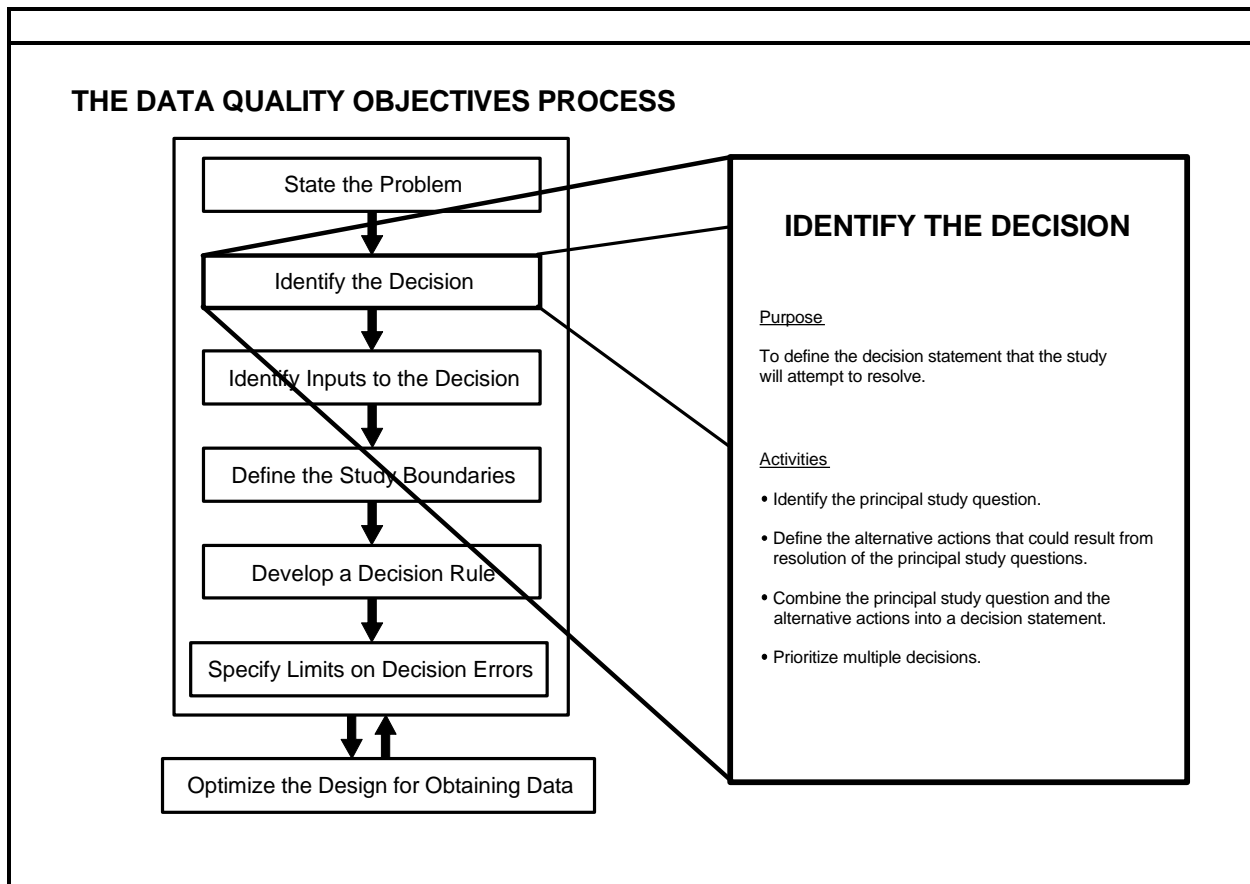 THE DATA QUALITY OBJECTIVES PROCESS
State the Problem
Identify the Decision
Identify Inputs to the Decision
Define the Study Boundaries
Develop a Decision Rule
Specify Limits on Decision Errors
Optimize the Design for Obtaining Data
IDENTIFY THE DECISION
Purpose
To define the decision statement that the study
will attempt to resolve.
Activities
• Identify the principal study question.
• Define the alternative actions that could result from
resolution of the principal study questions.
• Combine the principal study question and the
alternative actions into a decision statement.
• Prioritize multiple decisions.